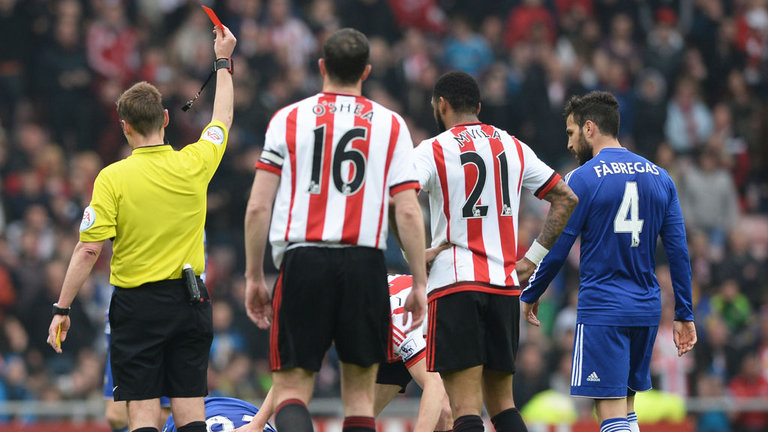 O'SHEA
16
M'VILA
21
FÀBREGAS
4